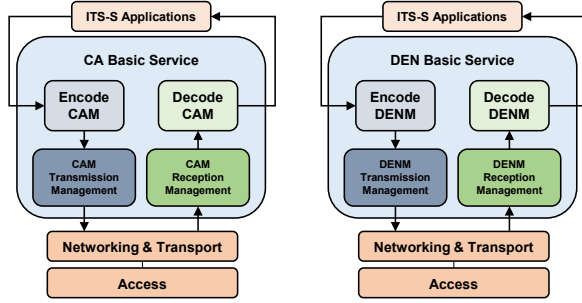 ITS-S Applications
CA Basic Service
Encode
CAM
Decode
CAM
CAM
Transmission
Management
CAM
Reception
Management
Networking & Transport
Access
ITS-S Applications
DEN Basic Service
Encode
DENM
Decode
DENM
DENM
Transmission
Management
DENM
Reception
Management
Networking & Transport
Access